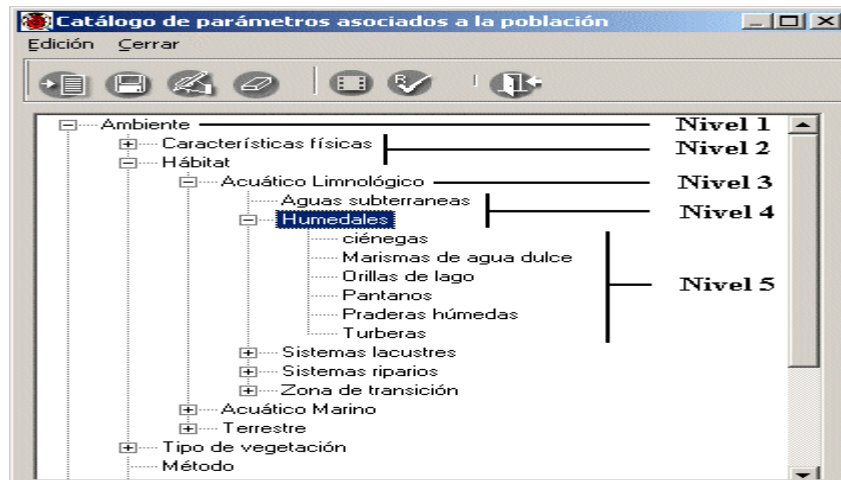 Catálogo de parámetros asociados a la población
Edición Cerrar
Ambiente Nivel 1
Características físicas Nivel 2
Hábitat
Acuático Limnológico Nivel 3
Aguas subterraneas
Humedales Nivel 4
ciénegas
Marismas de agua dulce
Orillas de lago Nivel 5
Pantanos
Praderas húmedas
Turberas
Sistemas lacustres
Sistemas riparios
Zona de transición
Acuático Marino
Terrestre
Tipo de vegetación
Método